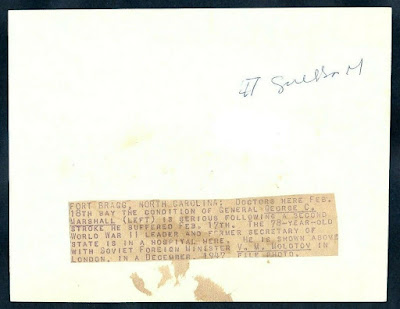 FORT BRAGG, NORTH CAROLINA: DOCTORS HERE FEB.
18TH SAY THE CONDITION OF GENERAL GEORGE C.
MARSHALL (LEFT) IS SERIOUS FOLLOWING A SECOND
STROKE HE SUFFERED FEB. 17TH. THE 78-YEAR-OLD
WORLD WAR II LEADER AND FORMER SECRETARY OF
STATE IS IN A HOSPITAL HERE. HE IS SHOWN ABOVE
WITH SOVIET FOREIGN MINISTER V. M. MOLOTOV IN
LONDON, IN A DECEMBER, 1947, FILE PHOTO.